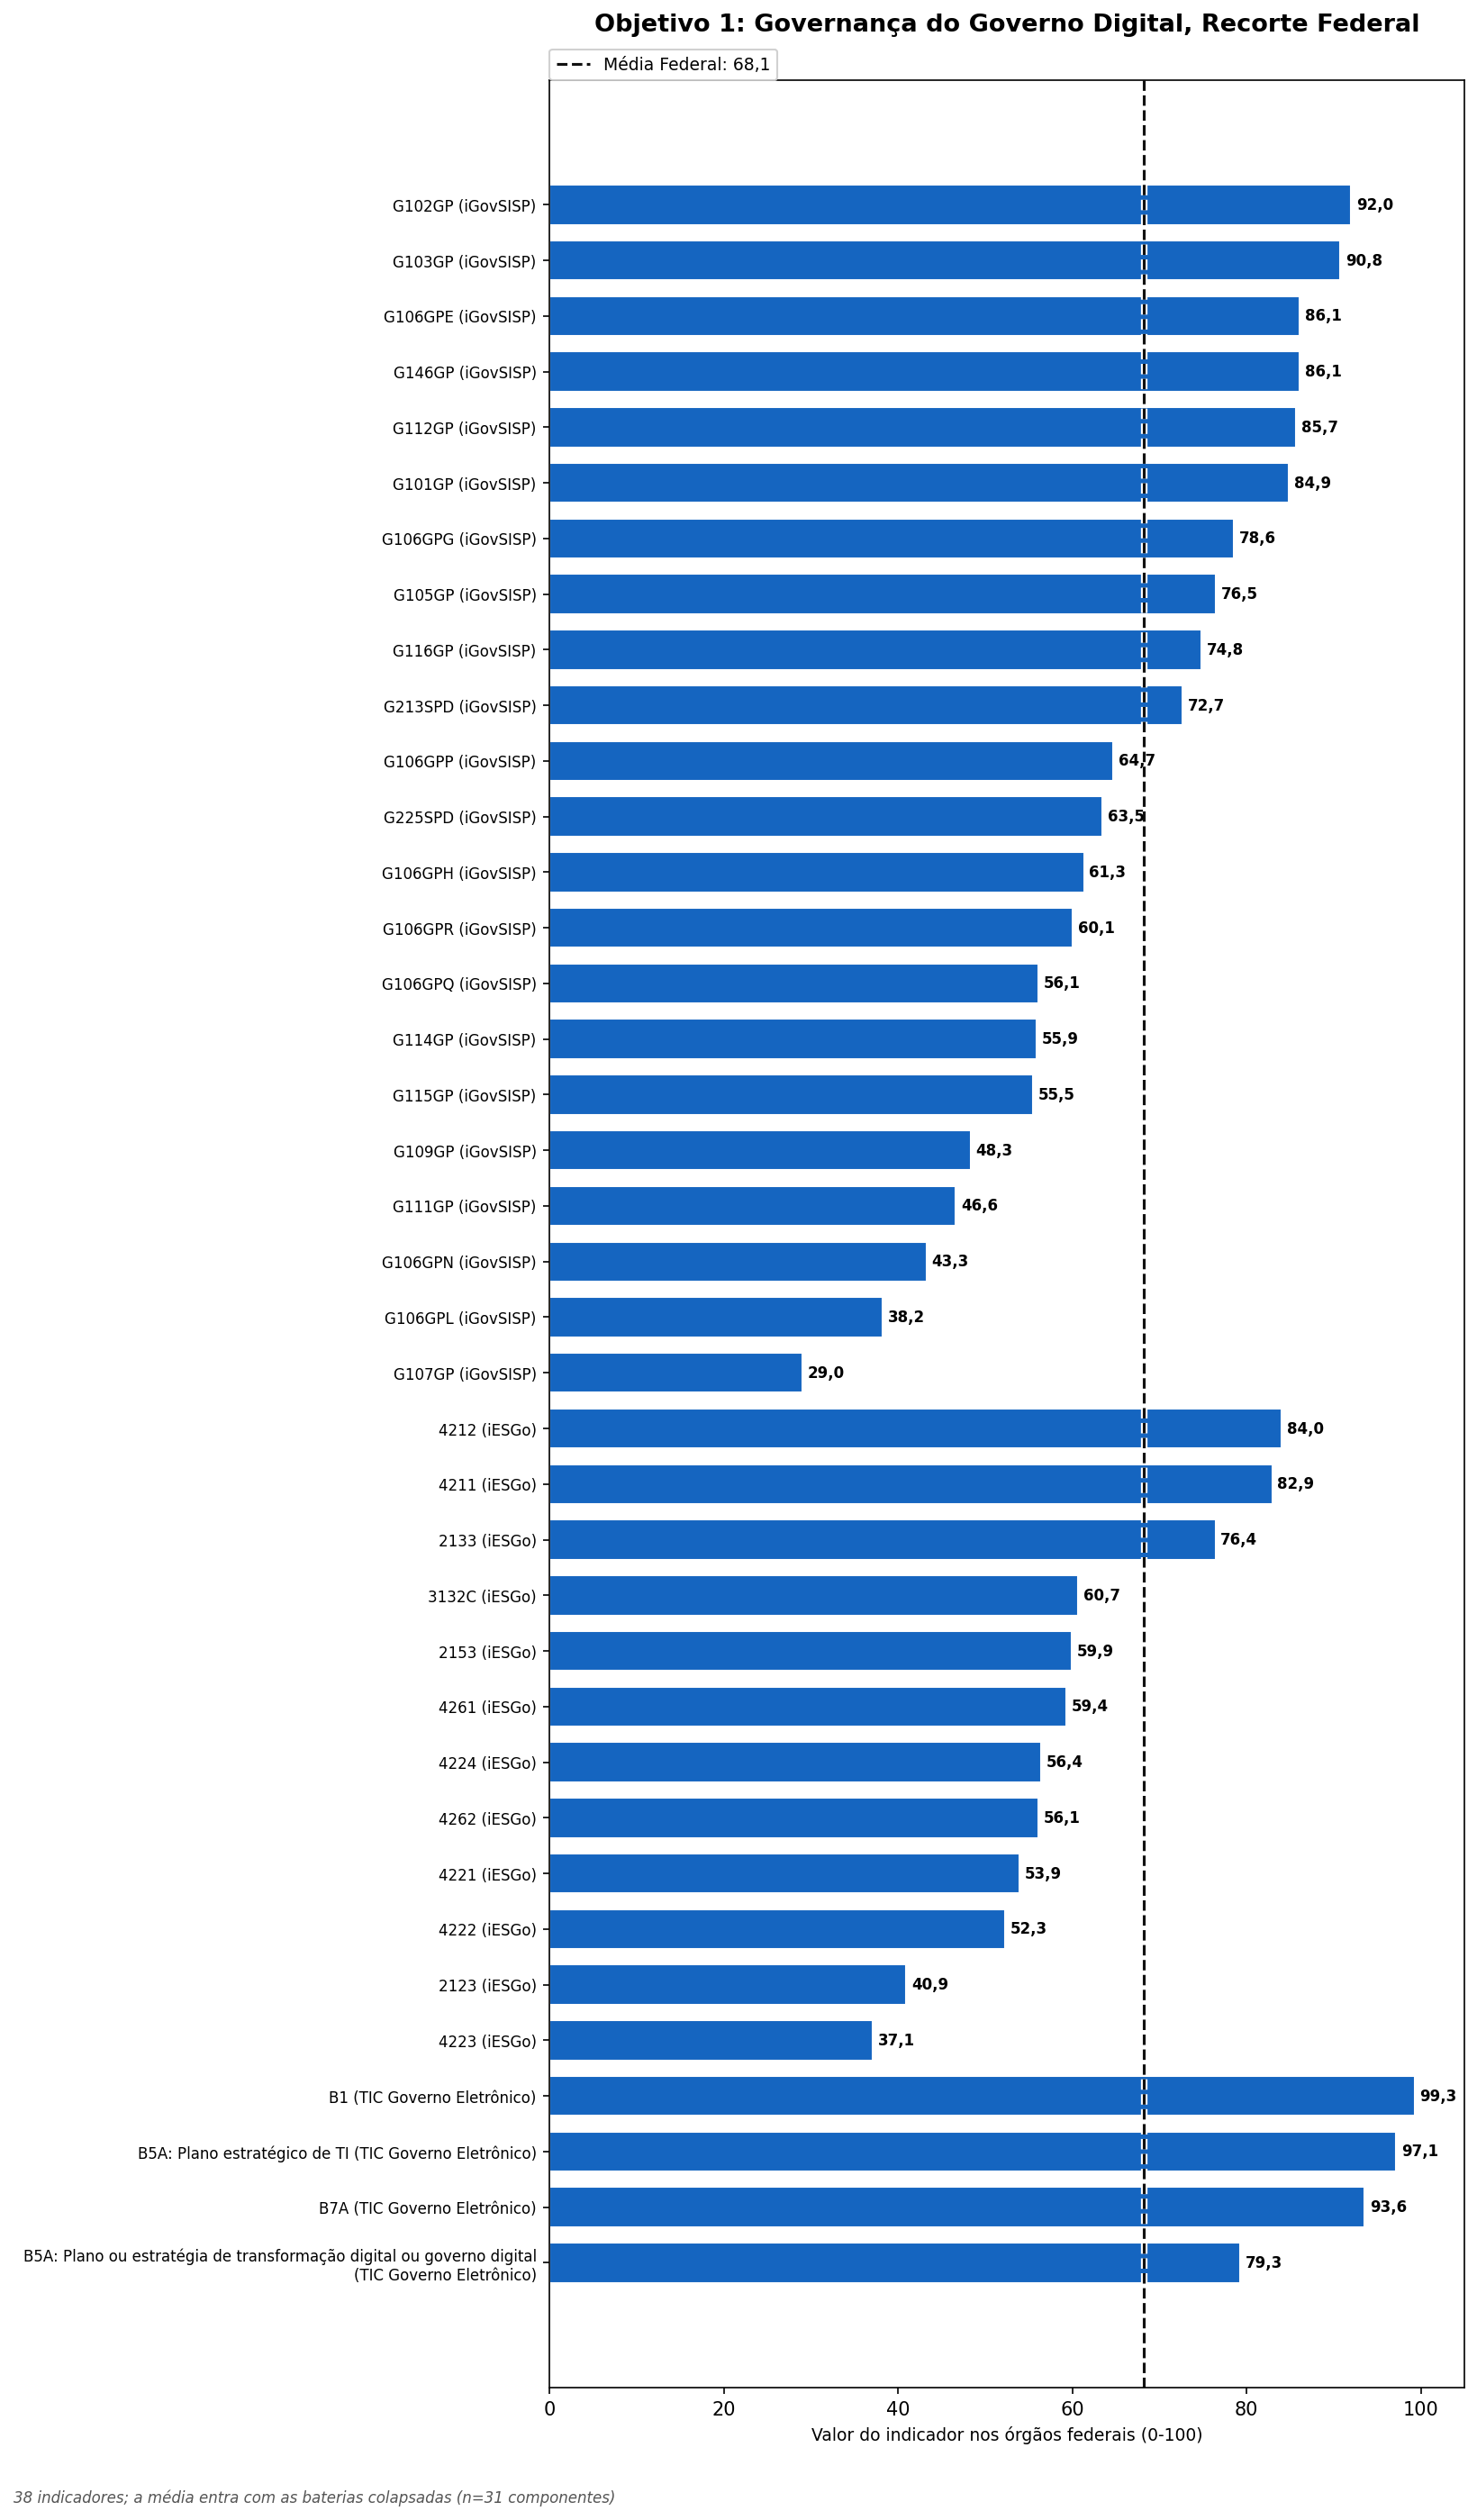 Objetivo 1: Governança do Governo Digital, Recorte Federal
Média Federal: 68,1
G102GP (iGovSISP) 92,0
G103GP (iGovSISP) 90,8
G106GPE (iGovSISP) 86,1
G146GP (iGovSISP) 86,1
G112GP (iGovSISP) 85,7
G101GP (iGovSISP) 84,9
G106GPG (iGovSISP) 78,6
G105GP (iGovSISP) 76,5
G116GP (iGovSISP) 74,8
G213SPD (iGovSISP) 72,7
G106GPP (iGovSISP) 64,7
G225SPD (iGovSISP) 63,5
G106GPH (iGovSISP) 61,3
G106GPR (iGovSISP) 60,1
G106GPQ (iGovSISP) 56,1
G114GP (iGovSISP) 55,9
G115GP (iGovSISP) 55,5
G109GP (iGovSISP) 48,3
G111GP (iGovSISP) 46,6
G106GPN (iGovSISP) 43,3
G106GPL (iGovSISP) 38,2
G107GP (iGovSISP) 29,0
4212 (iESGo) 84,0
4211 (iESGo) 82,9
2133 (iESGo) 76,4
3132C (iESGo) 60,7
2153 (iESGo) 59,9
4261 (iESGo) 59,4
4224 (iESGo) 56,4
4262 (iESGo) 56,1
4221 (iESGo) 53,9
4222 (iESGo) 52,3
2123 (iESGo) 40,9
4223 (iESGo) 37,1
B1 (TIC Governo Eletrônico) 99,3
B5A: Plano estratégico de TI (TIC Governo Eletrônico) 97,1
B7A (TIC Governo Eletrônico) 93,6
B5A: Plano ou estratégia de transformação digital ou governo digital
(TIC Governo Eletrônico) 79,3
0 20 40 60 80 100
Valor do indicador nos órgãos federais (0-100)
38 indicadores; a média entra com as baterias colapsadas (n=31 componentes)